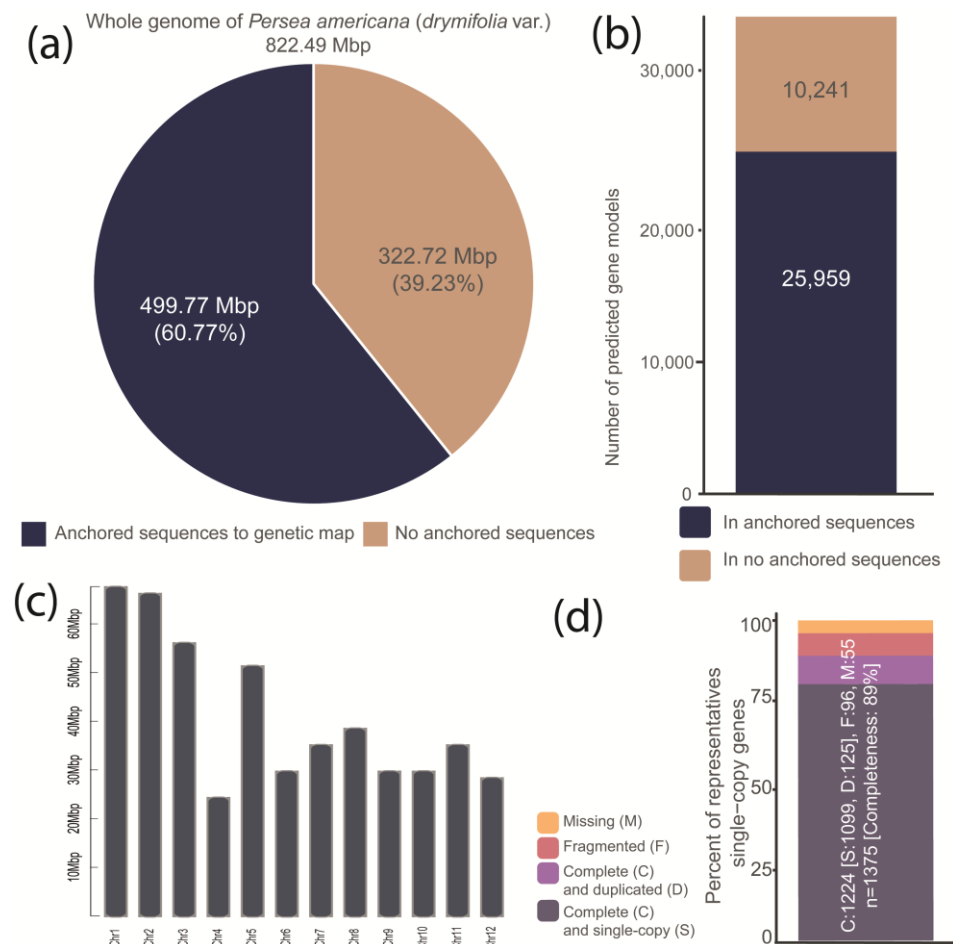 (a)
Whole genome of Persea americana (drymifolia var.)
822.49 Mbp
499.77 Mbp
(60.77%)
322.72 Mbp
(39.23%)
Anchored sequences to genetic map
No anchored sequences
(b)
Number of predicted gene models
30,000
20,000
10,000
0
10,241
25,959
In anchored sequences
In no anchored sequences
(c)
60Mbp
50Mbp
40Mbp
30Mbp
20Mbp
10Mbp
Chr1
Chr2
Chr3
Chr4
Chr5
Chr6
Chr7
Chr8
Chr9
Chr10
Chr11
Chr12
(d)
Missing (M)
Fragmented (F)
Complete (C)
and duplicated (D)
Complete (C)
and single-copy (S)
Percent of representatives
single-copy genes
100
75
50
25
0
C:1224 [S:1099, D:125], F:96, M:55
n=1375 [Completeness: 89%]